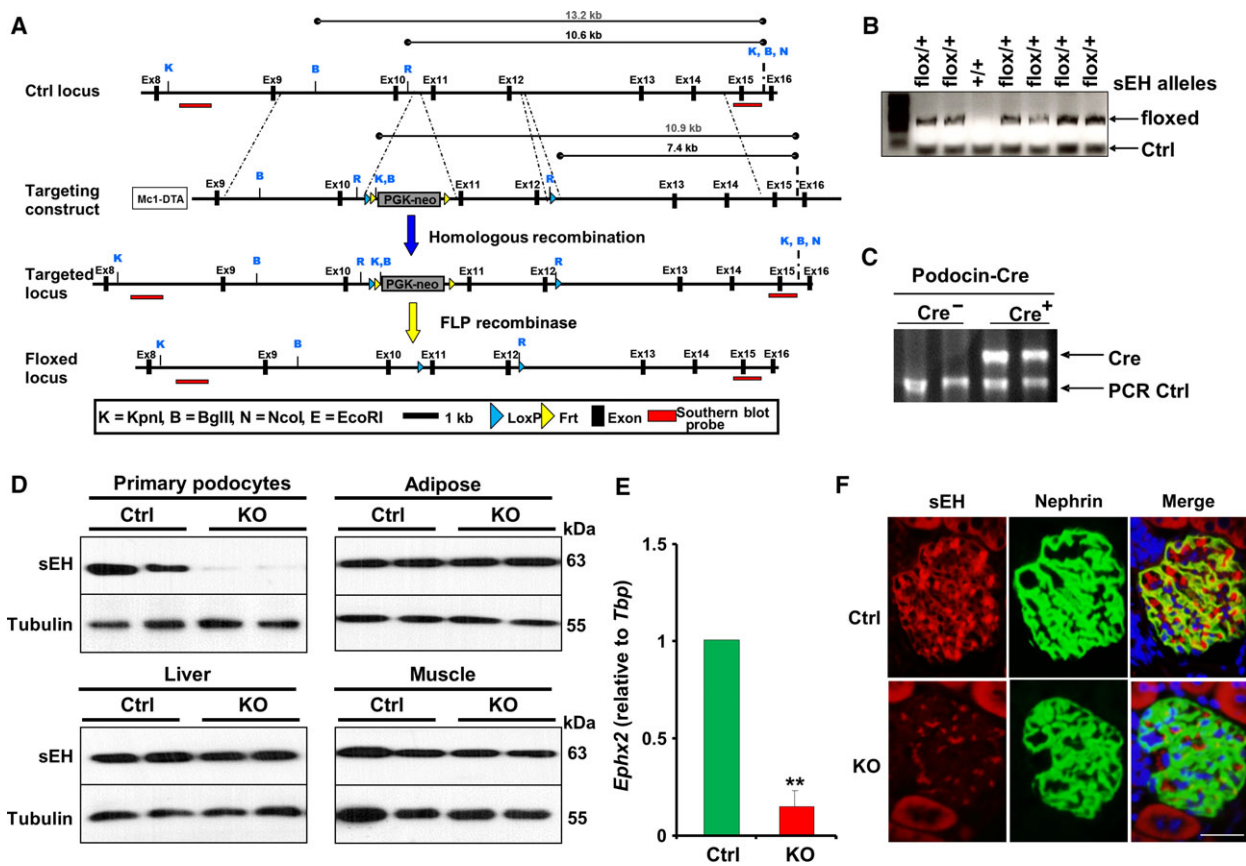 A
13.2 kb
10.6 kb
K, B, N
Ex8 K Ex9 B Ex10 R Ex11 Ex12 Ex13 Ex14 Ex15 Ex16
Ctrl locus
10.9 kb
7.4 kb
Ex9 B Ex10 R K,B Ex11 Ex12 R Ex13 Ex14 Ex15 Ex16
Targeting construct
Mc1-DTA
PGK-neo
Homologous recombination
K, B, N
Ex8 K Ex9 B Ex10 R K,B Ex11 Ex12 R Ex13 Ex14 Ex15 Ex16
Targeted locus
PGK-neo
FLP recombinase
Ex8 K Ex9 B Ex10 Ex11 Ex12 R Ex13 Ex14 Ex15 Ex16
Floxed locus
K = KpnI, B = BglII, N = NcoI, E = EcoRI 1 kb LoxP Frt Exon Southern blot probe
B
flox/+ flox/+ +/+ flox/+ flox/+ flox/+ flox/+
sEH alleles
floxed
Ctrl
C
Podocin-Cre
Cre− Cre+
Cre
PCR Ctrl
D
Primary podocytes
Ctrl KO
sEH
Tubulin
Adipose
Ctrl KO
kDa
63
55
Liver
Ctrl KO
sEH
Tubulin
Muscle
Ctrl KO
kDa
63
55
E
Ephx2 (relative to Tbp)
1.5
1
0.5
0
**
Ctrl KO
F
sEH Nephrin Merge
Ctrl
KO